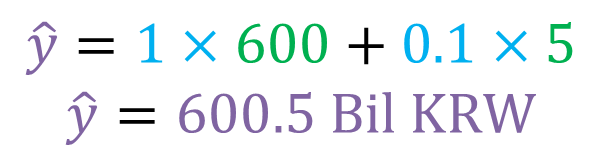 ŷ = 1 × 600 + 0.1 × 5
ŷ = 600.5 Bil KRW